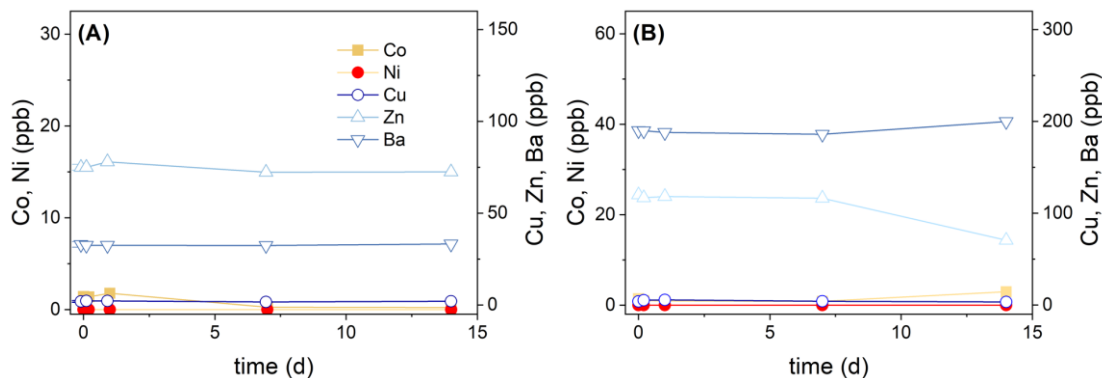 (A)
Co, Ni (ppb)
30
20
10
0
Co
Ni
Cu
Zn
Ba
150
100
50
0
Cu, Zn, Ba (ppb)
0
5
10
15
time (d)
(B)
Co, Ni (ppb)
60
40
20
0
300
200
100
0
Cu, Zn, Ba (ppb)
0
5
10
15
time (d)